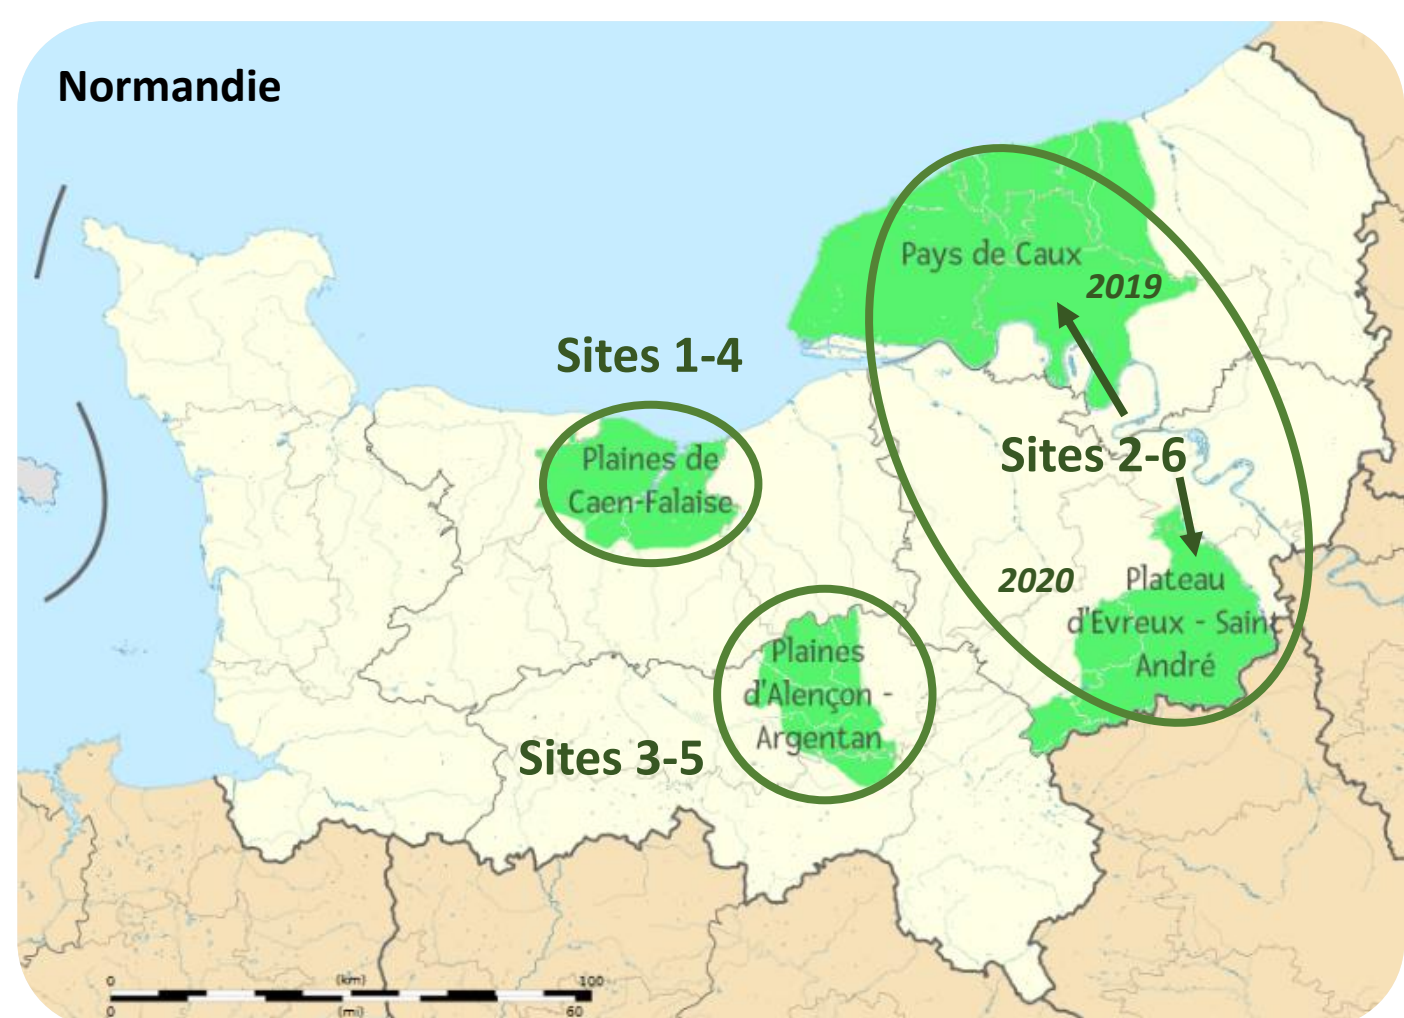 Normandie
Pays de Caux
2019
Sites 1-4
Plaines de
Caen-Falaise
Sites 2-6
2020
Plateau
d'Evreux - Saint
André
Plaines
d'Alençon -
Argentan
Sites 3-5
0 (km) 100
0 (mi) 60